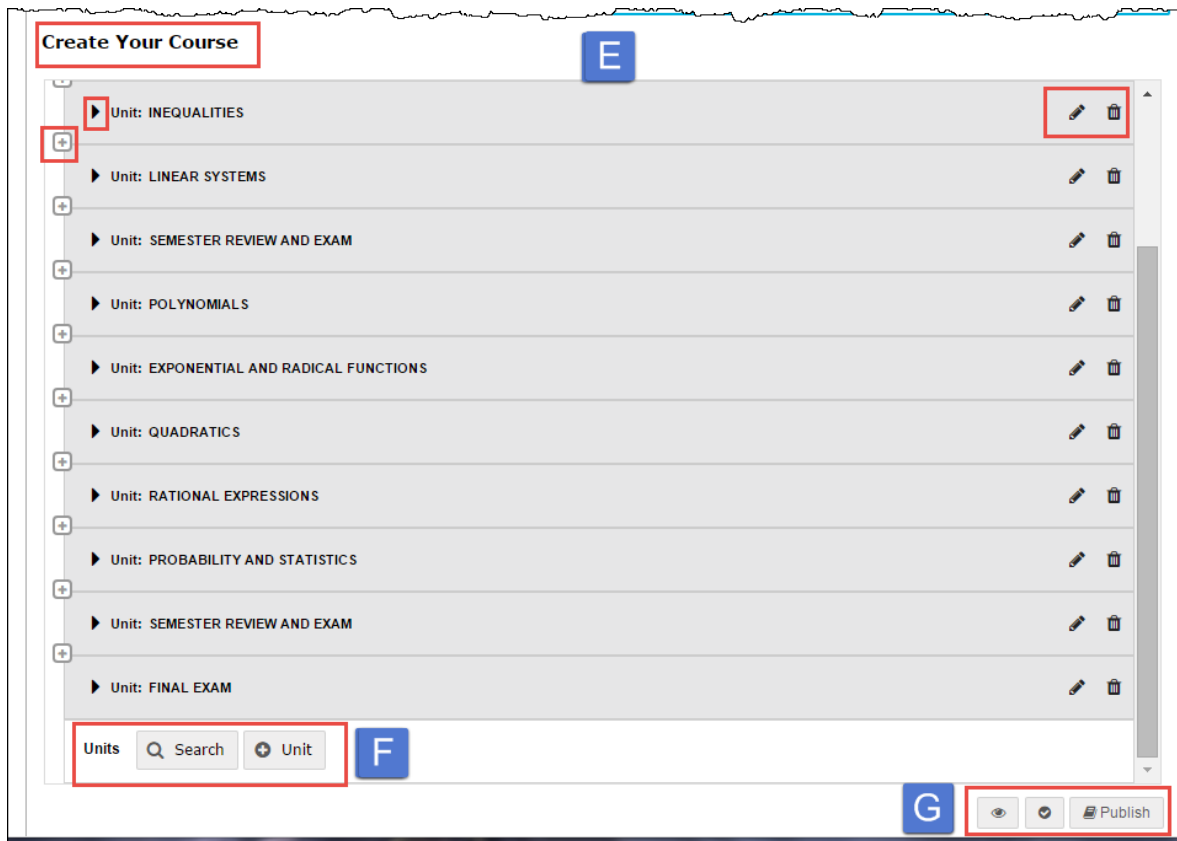 Create Your Course
E
Unit: INEQUALITIES
Unit: LINEAR SYSTEMS
Unit: SEMESTER REVIEW AND EXAM
Unit: POLYNOMIALS
Unit: EXPONENTIAL AND RADICAL FUNCTIONS
Unit: QUADRATICS
Unit: RATIONAL EXPRESSIONS
Unit: PROBABILITY AND STATISTICS
Unit: SEMESTER REVIEW AND EXAM
Unit: FINAL EXAM
Units Search Unit F
G Publish